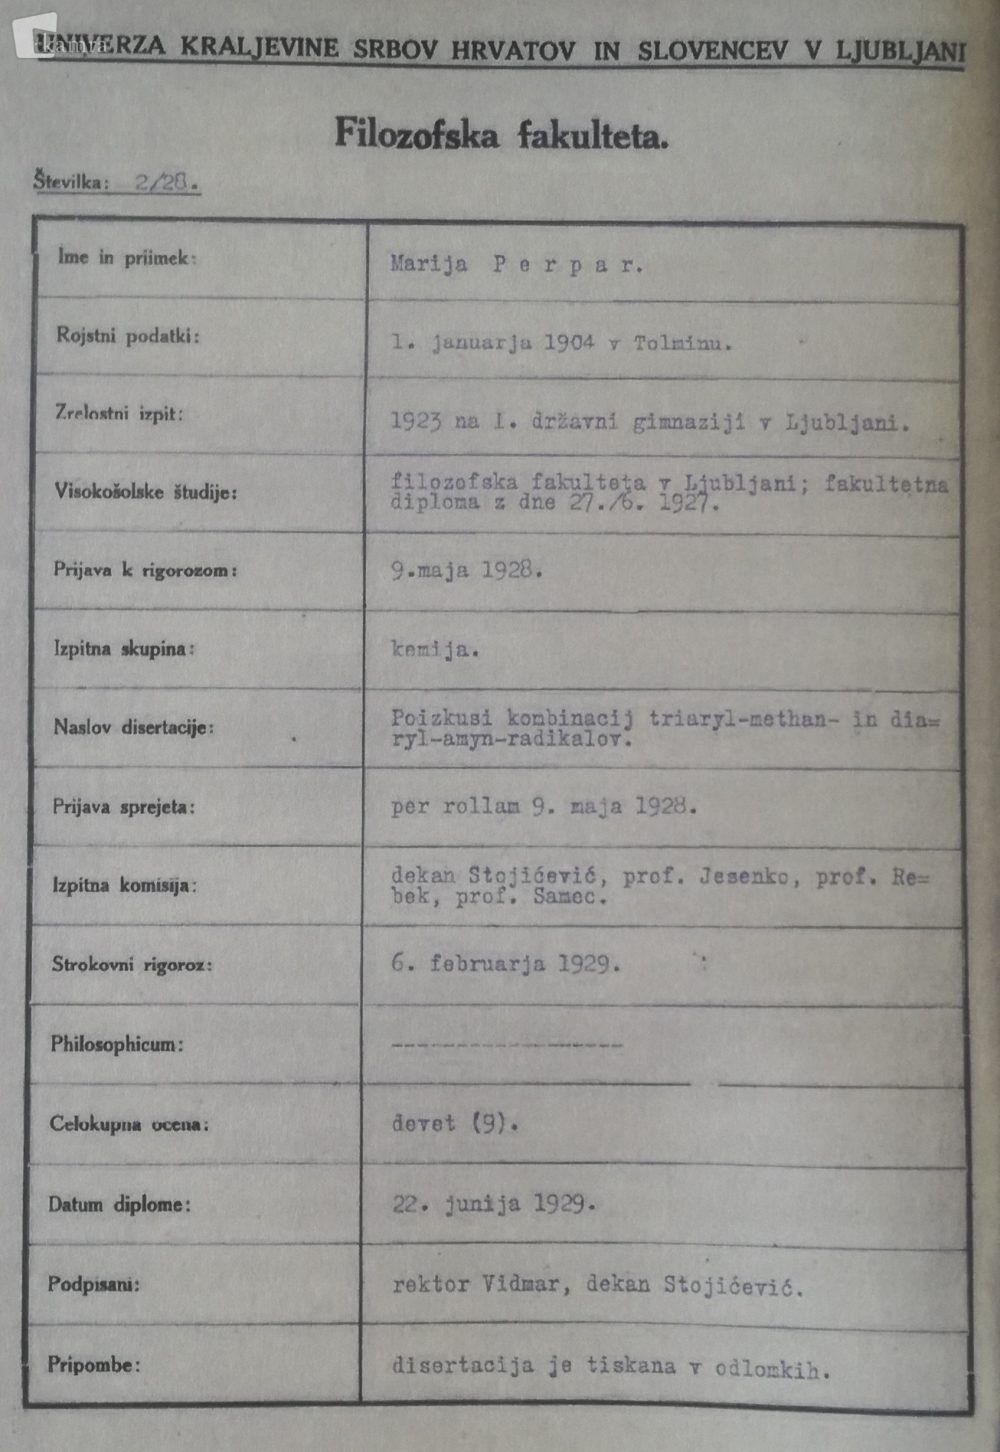 kamra
UNIVERZA KRALJEVINE SRBOV HRVATOV IN SLOVENCEV V LJUBLJANI
Filozofska fakulteta.
Številka: 2/28.
Ime in priimek: Marija P e r p a r.
Rojstni podatki: 1. januarja 1904 v Tolminu.
Zrelostni izpit: 1923 na I. državni gimnaziji v Ljubljani.
Visokošolske študije: filozofska fakulteta v Ljubljani; fakultetna
diploma z dne 27./6. 1927.
Prijava k rigorozom: 9.maja 1928.
Izpitna skupina: kemija.
Naslov disertacije: Poizkusi kombinacij triaryl-methan- in dia=
ryl-amyn-radikalov.
Prijava sprejeta: per rollam 9. maja 1928.
Izpitna komisija: dekan Stojićević, prof. Jesenko, prof. Re=
bek, prof. Samec.
Strokovni rigoroz: 6. februarja 1929.
Philosophicum: ------------------
Celokupna ocena: devet (9).
Datum diplome: 22. junija 1929.
Podpisani: rektor Vidmar, dekan Stojićević.
Pripombe: disertacija je tiskana v odlomkih.